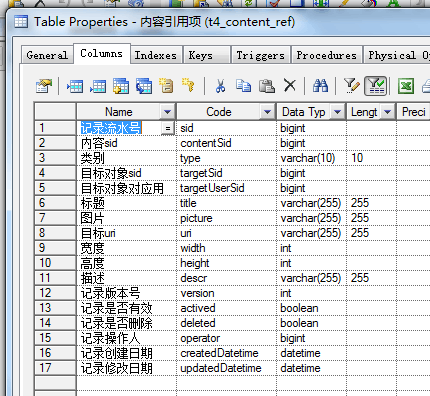 Table Properties - 内容引用项 (t4_content_ref)
General Columns Indexes Keys Triggers Procedures Physical Op
Name Code Data Typ Lengt Preci
1 记录流水号 = sid bigint
2 内容sid contentSid bigint
3 类别 type varchar(10) 10
4 目标对象sid targetSid bigint
5 目标对象对应用 targetUserSid bigint
6 标题 title varchar(255) 255
7 图片 picture varchar(255) 255
8 目标uri uri varchar(255) 255
9 宽度 width int
10 高度 height int
11 描述 descr varchar(255) 255
12 记录版本号 version int
13 记录是否有效 actived boolean
14 记录是否删除 deleted boolean
15 记录操作人 operator bigint
16 记录创建日期 createdDatetime datetime
17 记录修改日期 updatedDatetime datetime